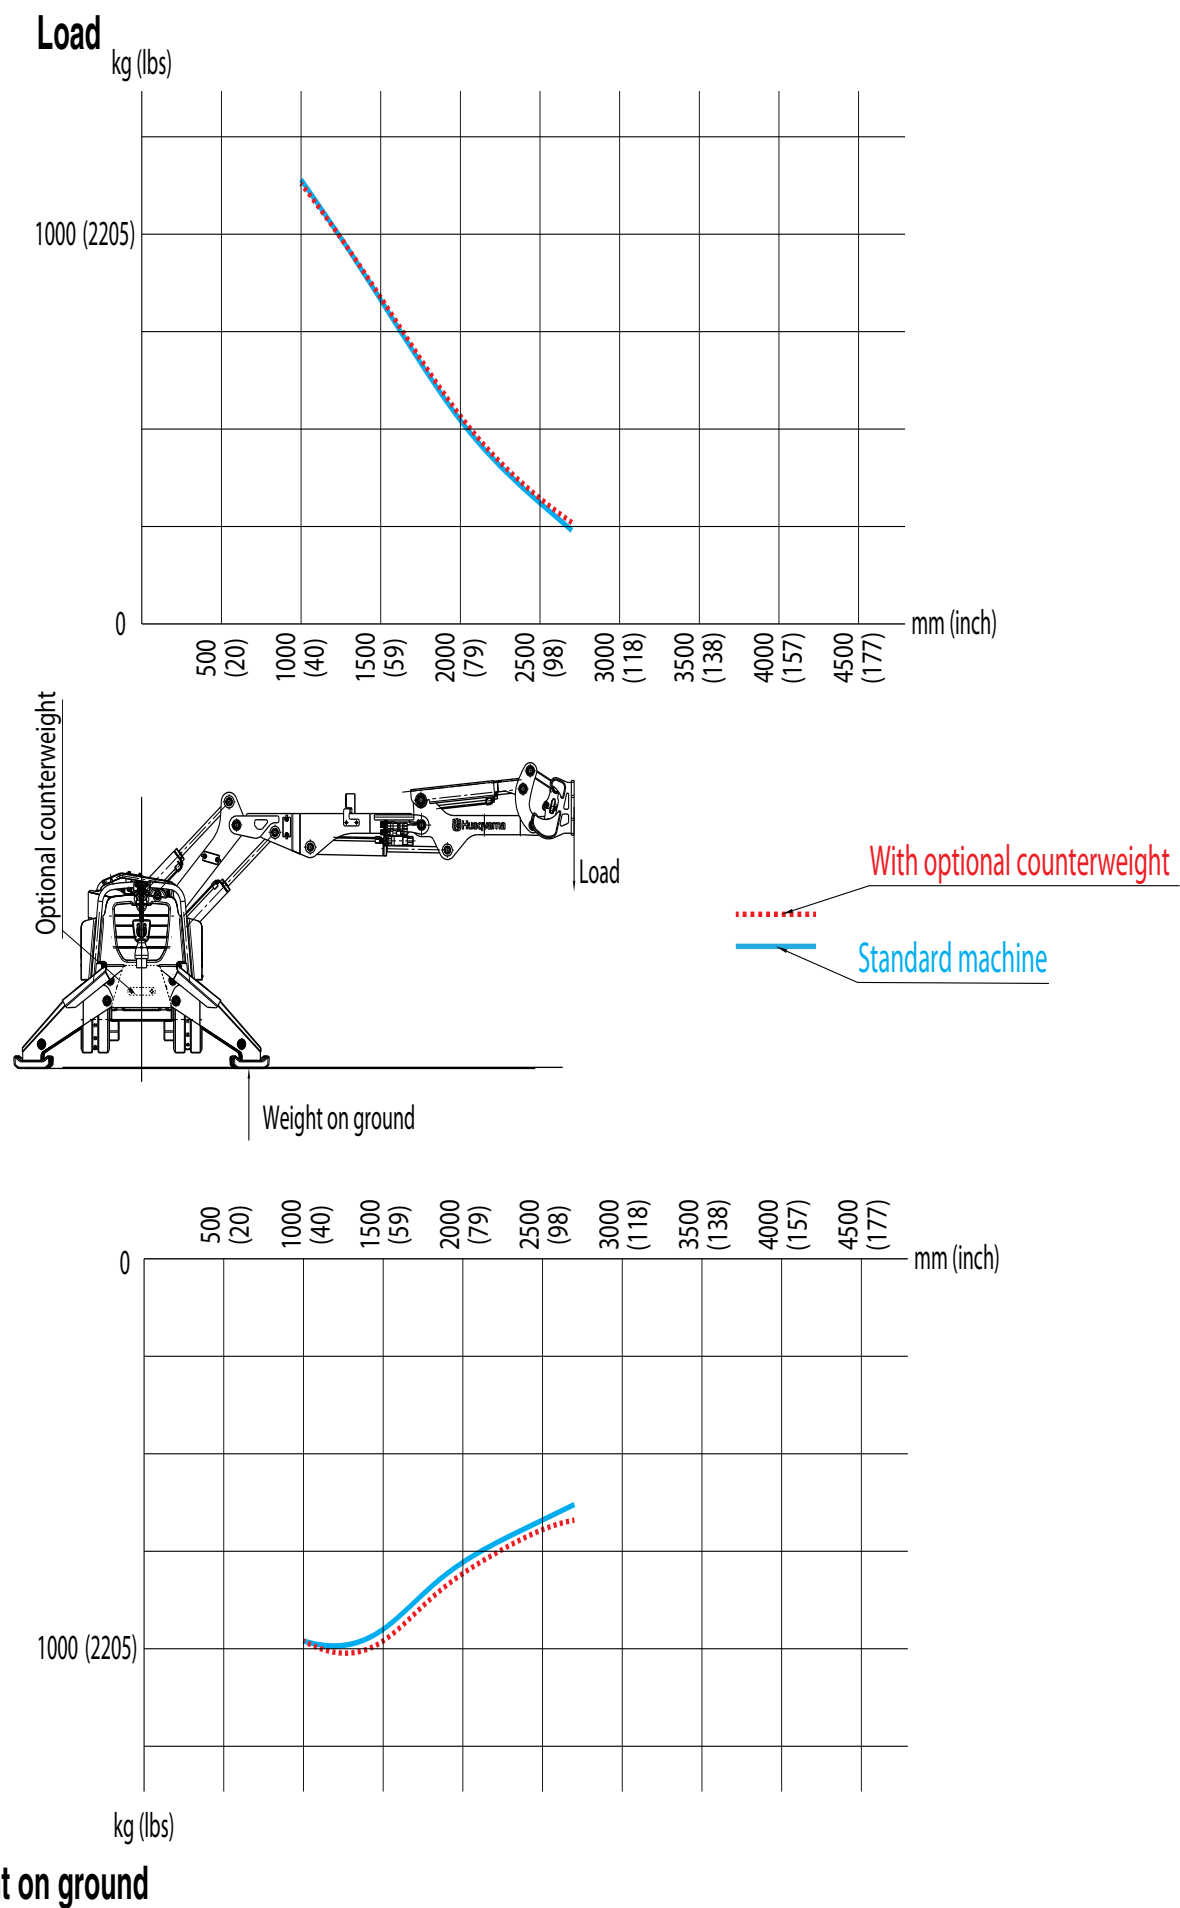 Load
kg (lbs)
1000 (2205)
0
500 (20)
1000 (40)
1500 (59)
2000 (79)
2500 (98)
3000 (118)
3500 (138)
4000 (157)
4500 (177)
mm (inch)
Optional counterweight
Husqvarna
Load
With optional counterweight
Standard machine
Weight on ground
500 (20)
1000 (40)
1500 (59)
2000 (79)
2500 (98)
3000 (118)
3500 (138)
4000 (157)
4500 (177)
0
mm (inch)
1000 (2205)
kg (lbs)
t on ground